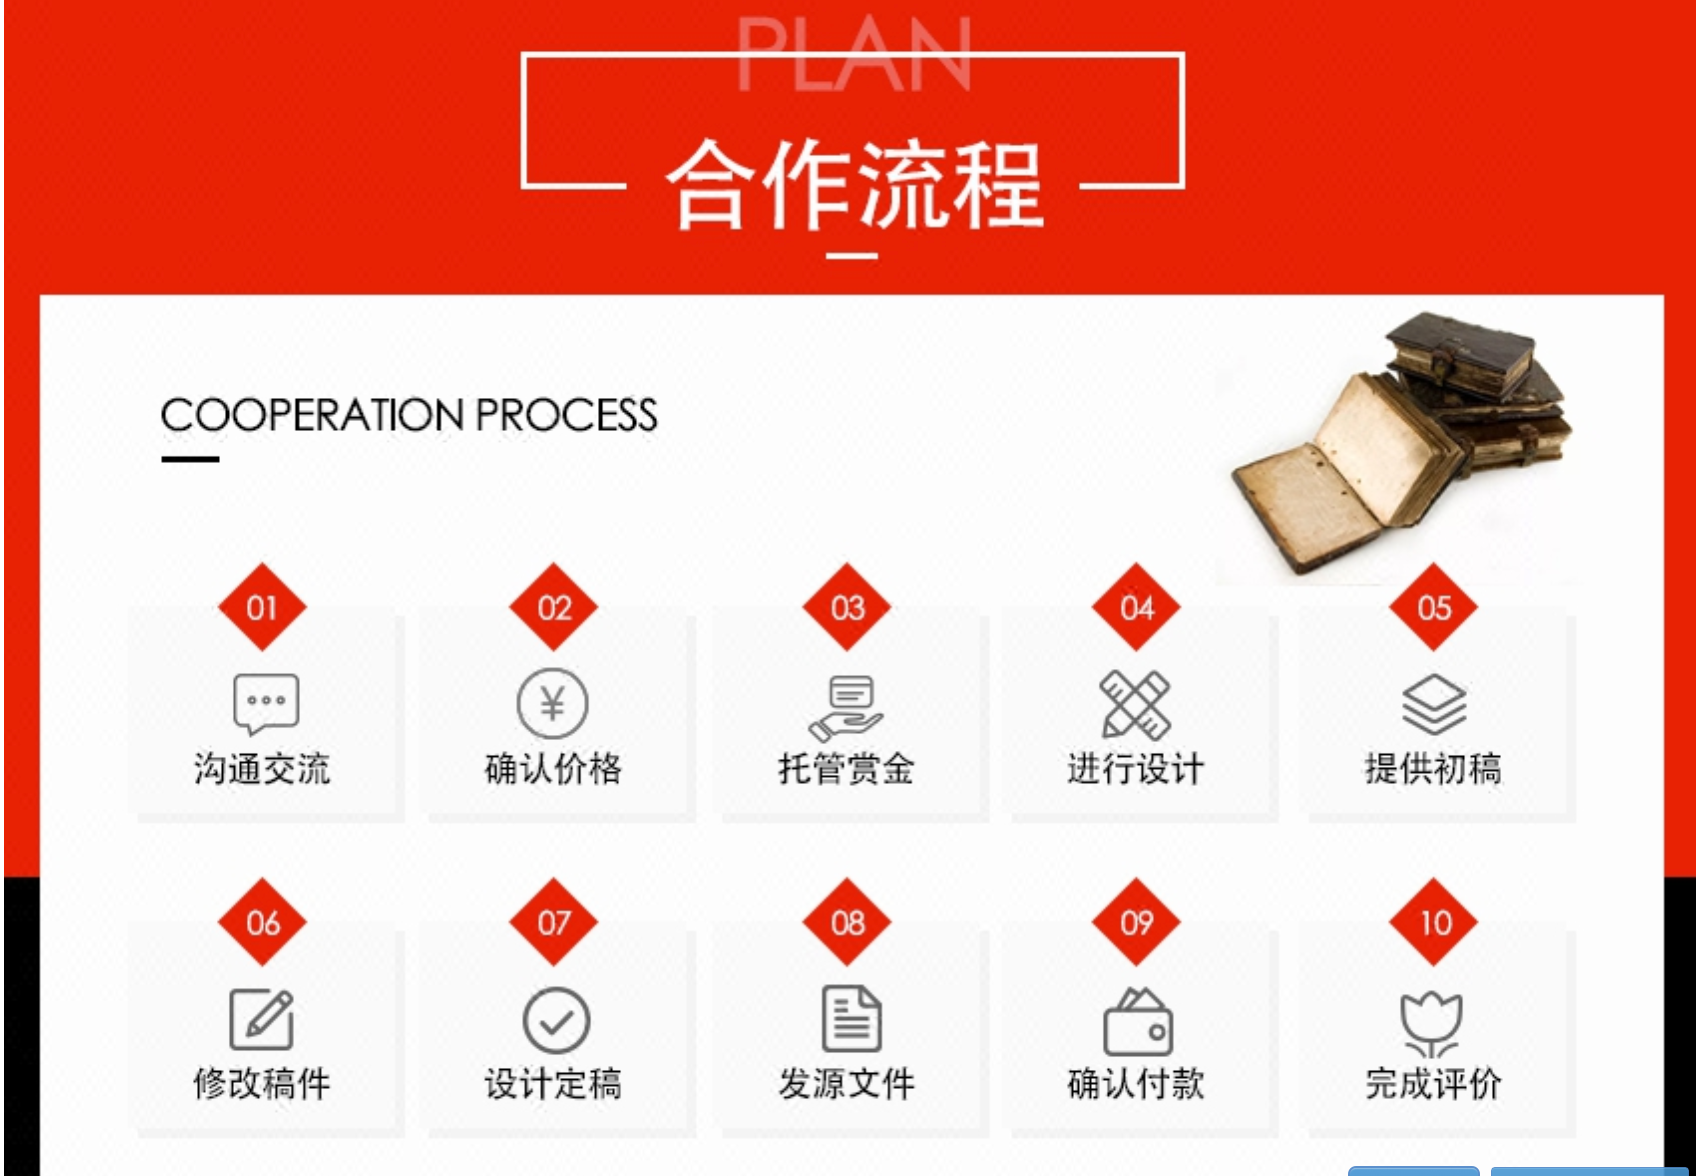 PLAN
合作流程
COOPERATION PROCESS
01 02 03 04 05
沟通交流 确认价格 托管赏金 进行设计 提供初稿
06 07 08 09 10
修改稿件 设计定稿 发源文件 确认付款 完成评价